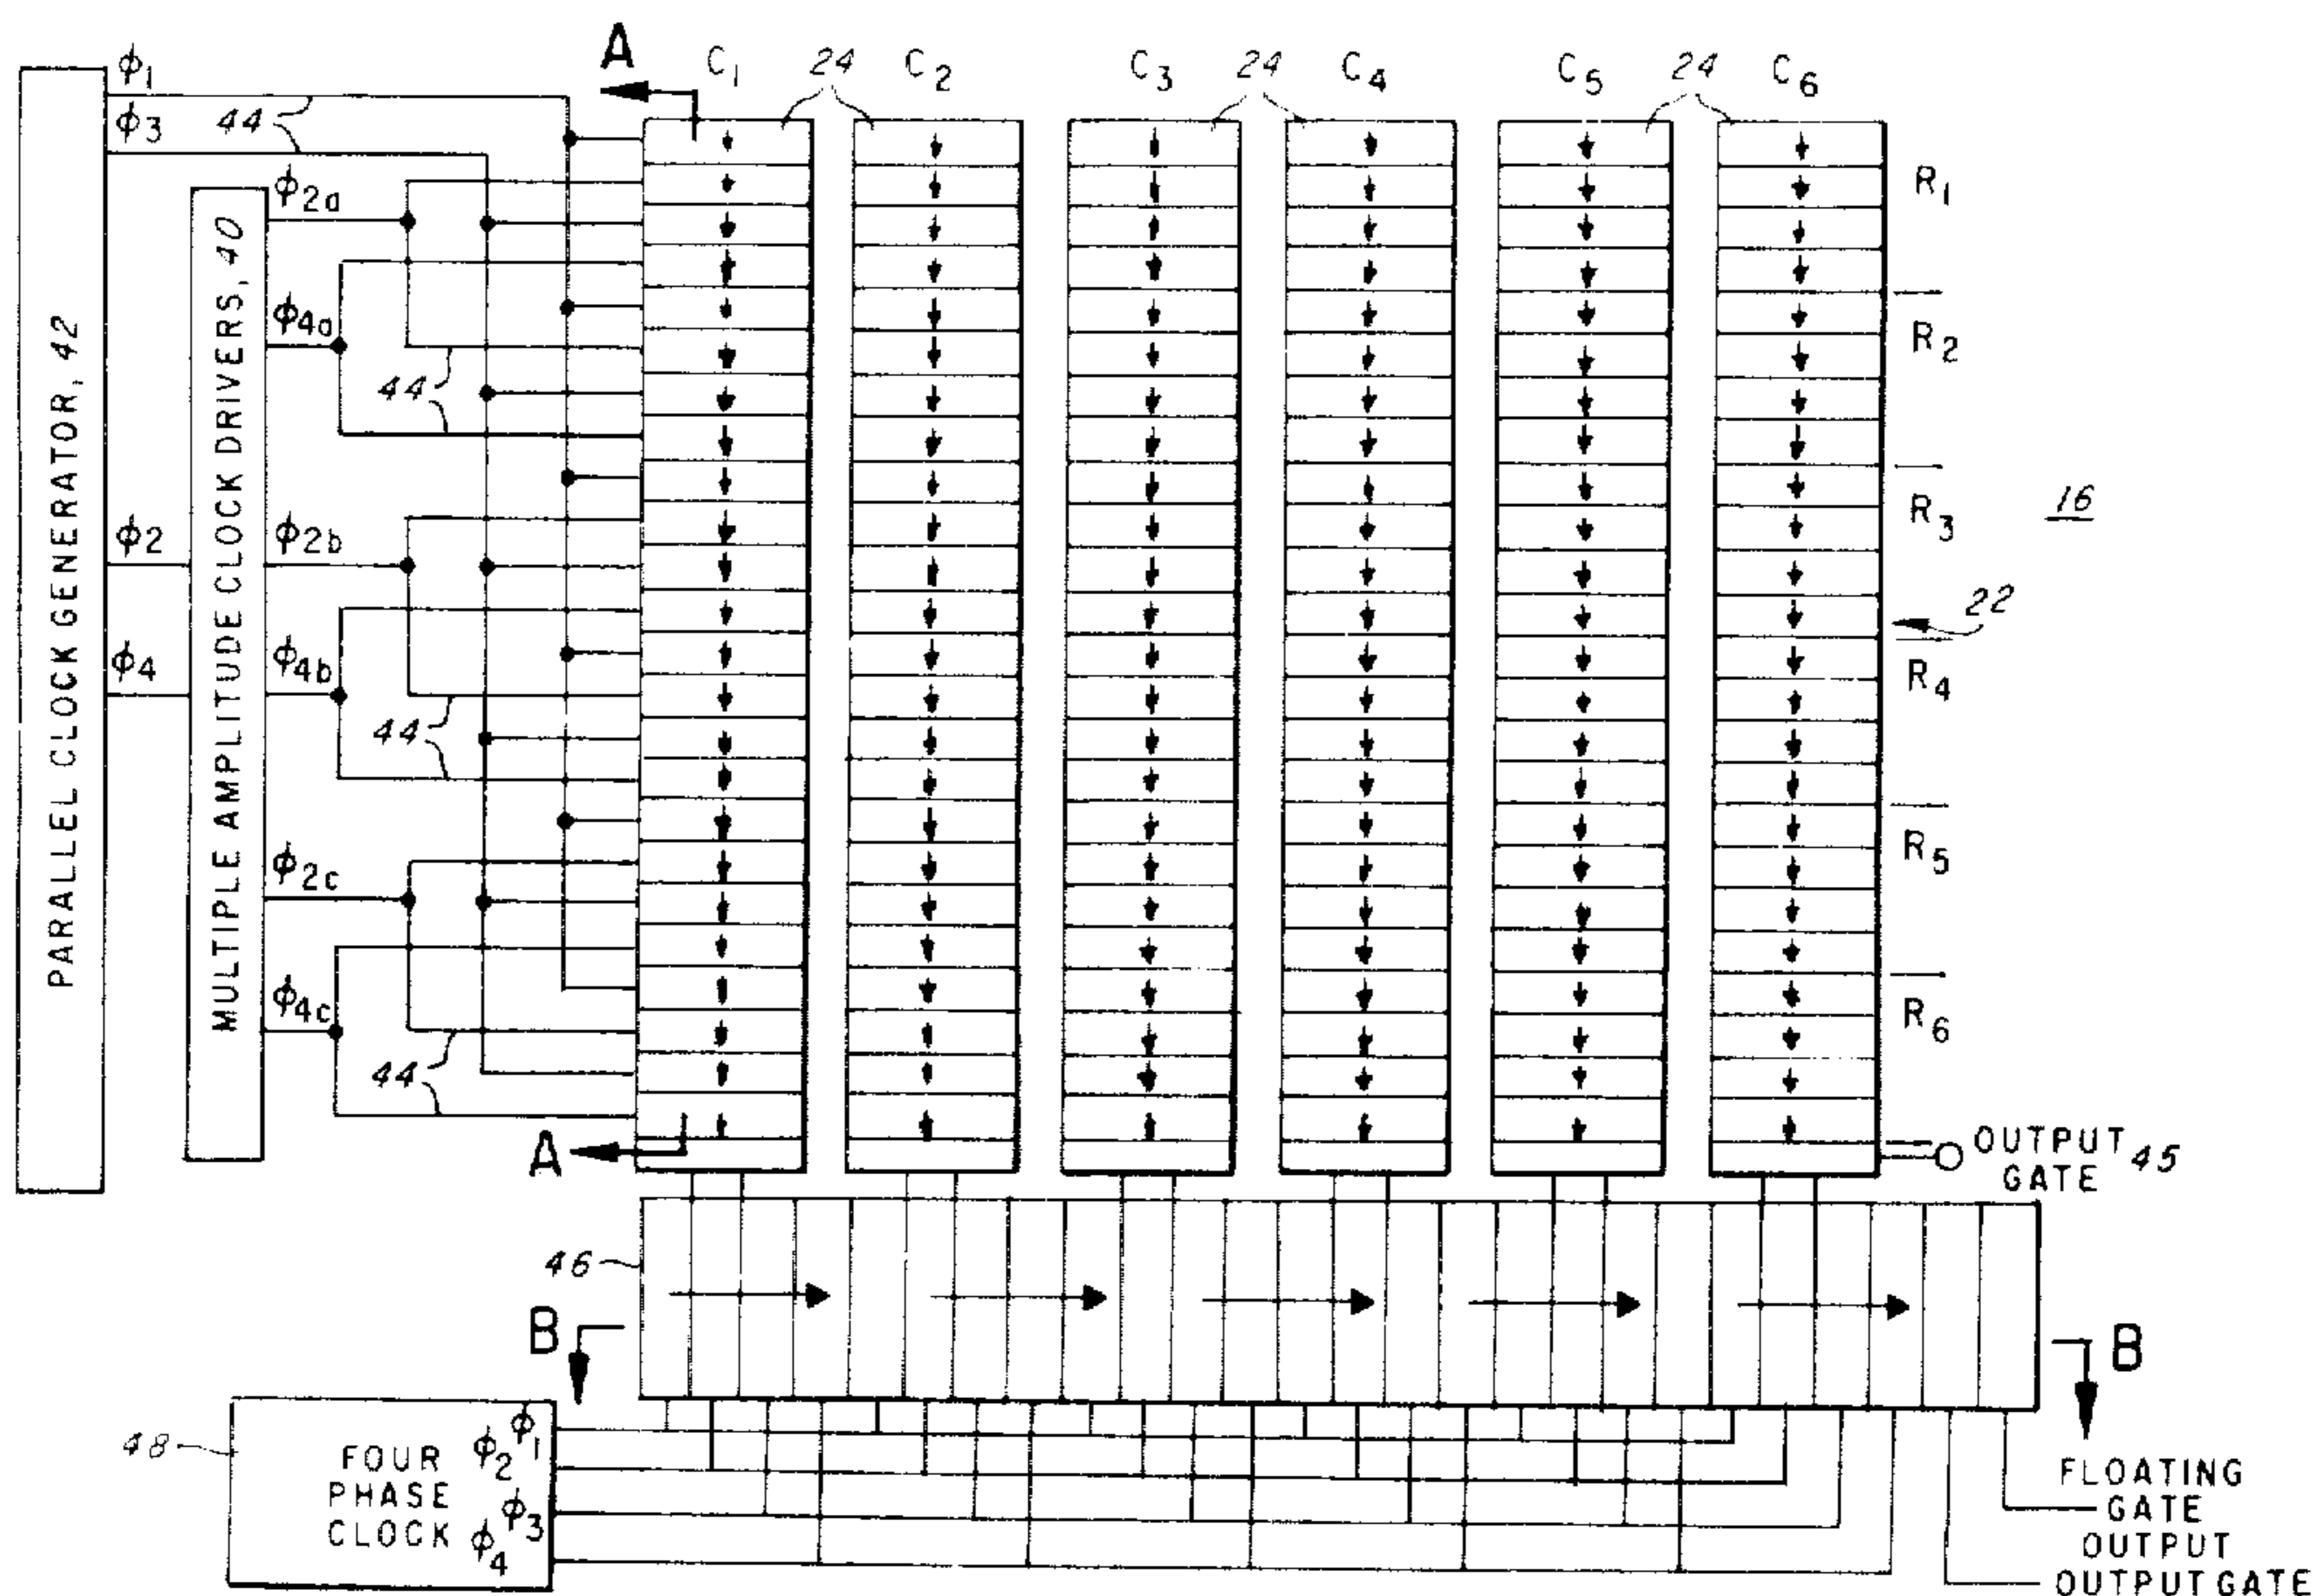 A C₁ 24 C₂ C₃ 24 C₄ C₅ 24 C₆
ϕ₁
ϕ₃
44
ϕ₂ₐ
ϕ₄ₐ
44
ϕ₂
ϕ₂b
ϕ₄
ϕ₄b
44
ϕ₂c
ϕ₄c
44
PARALLEL CLOCK GENERATOR, 42
MULTIPLE AMPLITUDE CLOCK DRIVERS, 40
R₁
R₂
R₃
16
22
R₄
R₅
R₆
A
OUTPUT 45
GATE
46
B
B
48
FOUR
PHASE
CLOCK
ϕ₁
ϕ₂
ϕ₃
ϕ₄
FLOATING
GATE
OUTPUT
OUTPUT GATE